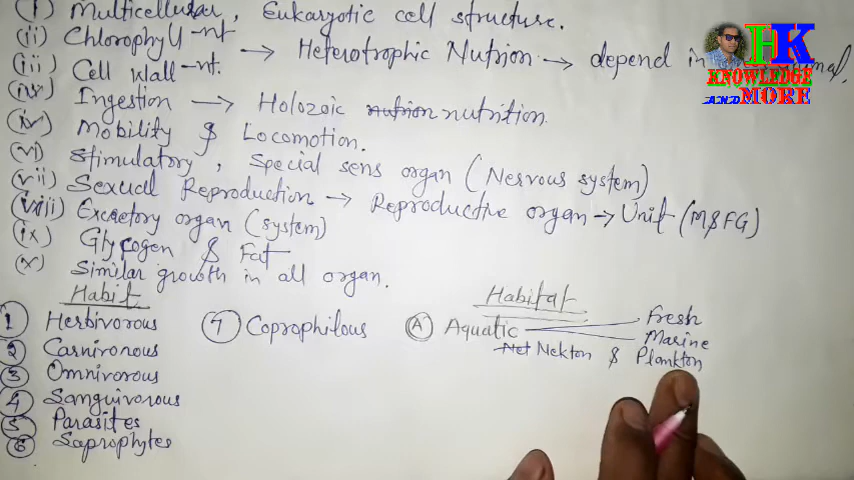 (i) Multicellular, Eukaryotic cell structure.
(ii) Chlorophyll -nt → Heterotrophic Nutrion → depend in animal.
(iii) Cell wall -nt.
(iv) Ingestion → Holozoic nutrion nutrition.
(v) Mobility & Locomotion.
(vi) Stimulatory, Special sens organ (Nervous system)
(vii) Sexual Reproduction → Reproductive organ → Unit (M&FG)
(viii) Excretory organ (system)
(ix) Glycogen & Fat
(x) Similar growth in all organ.
Habit
① Herbivorous
② Carnivorous
③ Omnivorous
④ Sanguivorous
⑤ Parasites
⑥ Saprophytes
⑦ Coprophilous
Habitat
Ⓐ Aquatic
Fresh
Marine
Net Nekton & Plankton
HK
KNOWLEDGE
AND MORE